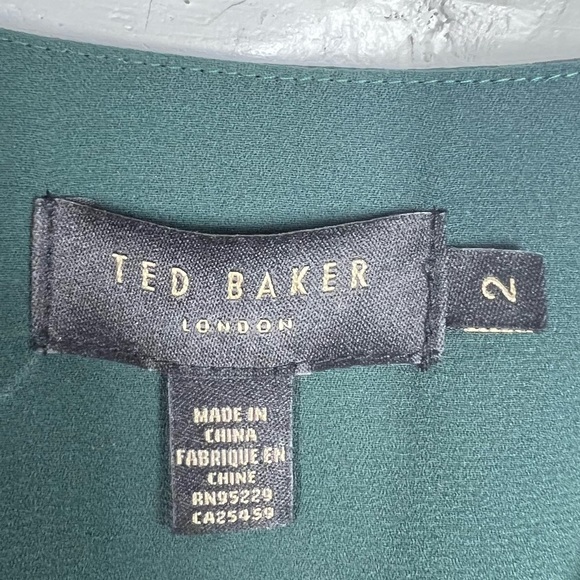 TED BAKER
LONDON
2
MADE IN
CHINA
FABRIQUE EN
CHINE
RN95229
CA25459